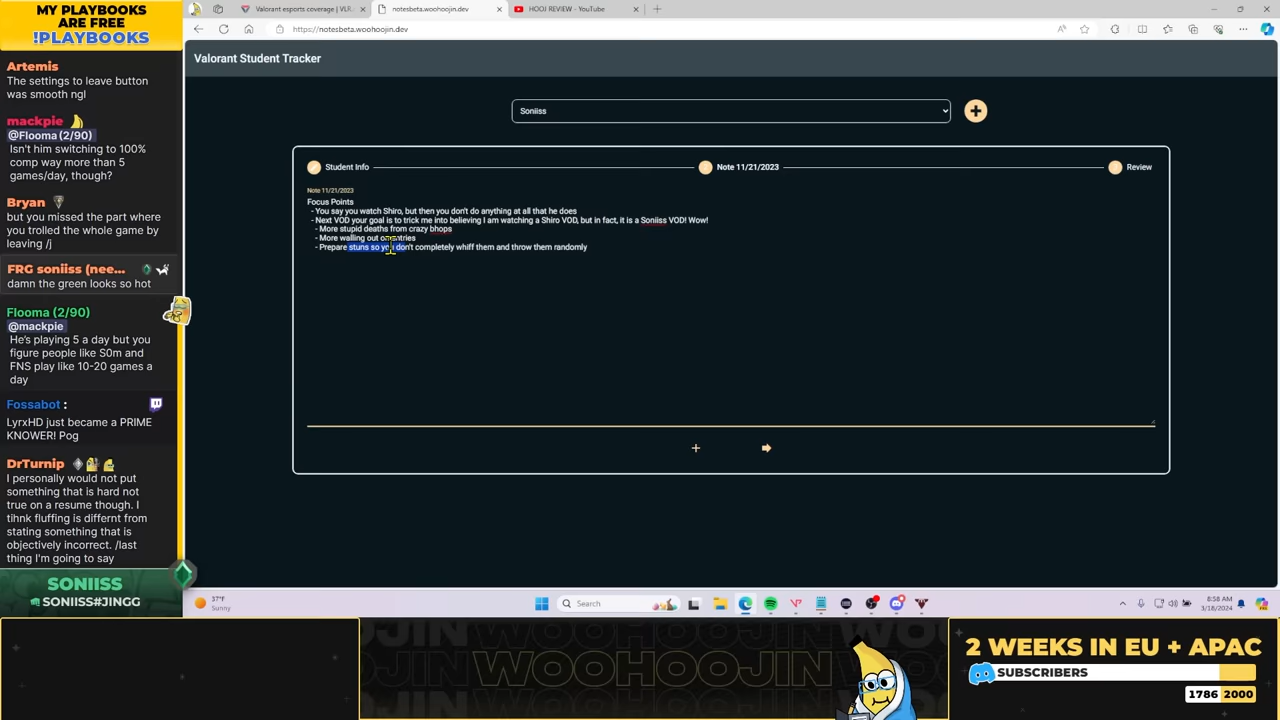 MY PLAYBOOKS
ARE FREE
!PLAYBOOKS
Artemis
The settings to leave button
was smooth ngl
mackpie
@Flooma (2/90)
Isn't him switching to 100%
comp way more than 5
games/day, though?
Bryan
but you missed the part where
you trolled the whole game by
leaving /j
FRG soniiss (nee...
damn the green looks so hot
Flooma (2/90)
@mackpie
He's playing 5 a day but you
figure people like S0m and
FNS play like 10-20 games a
day
Fossabot :
LyrxHD just became a PRIME
KNOWER! Pog
DrTurnip
I personally would not put
something that is hard not
true on a resume though. I
tihnk fluffing is differnt from
stating something that is
objectively incorrect. /last
thing I'm going to say
SONIISS
SONIISS#JINGG
Valorant esports coverage | VLR.
notesbeta.woohoojin.dev
HOOJ REVIEW - YouTube
https://notesbeta.woohoojin.dev
Valorant Student Tracker
Soniiss
Student Info
Note 11/21/2023
Review
Note 11/21/2023
Focus Points
- You say you watch Shiro, but then you don't do anything at all that he does
- Next VOD your goal is to trick me into believing I am watching a Shiro VOD, but in fact, it is a Soniiss VOD! Wow!
- More stupid deaths from crazy bhops
- More walling out on entries
- Prepare stuns so you don't completely whiff them and throw them randomly
37°F
Sunny
Search
8:58 AM
3/18/2024
WOOHOOJIN
2 WEEKS IN EU + APAC
SUBSCRIBERS
1786 2000